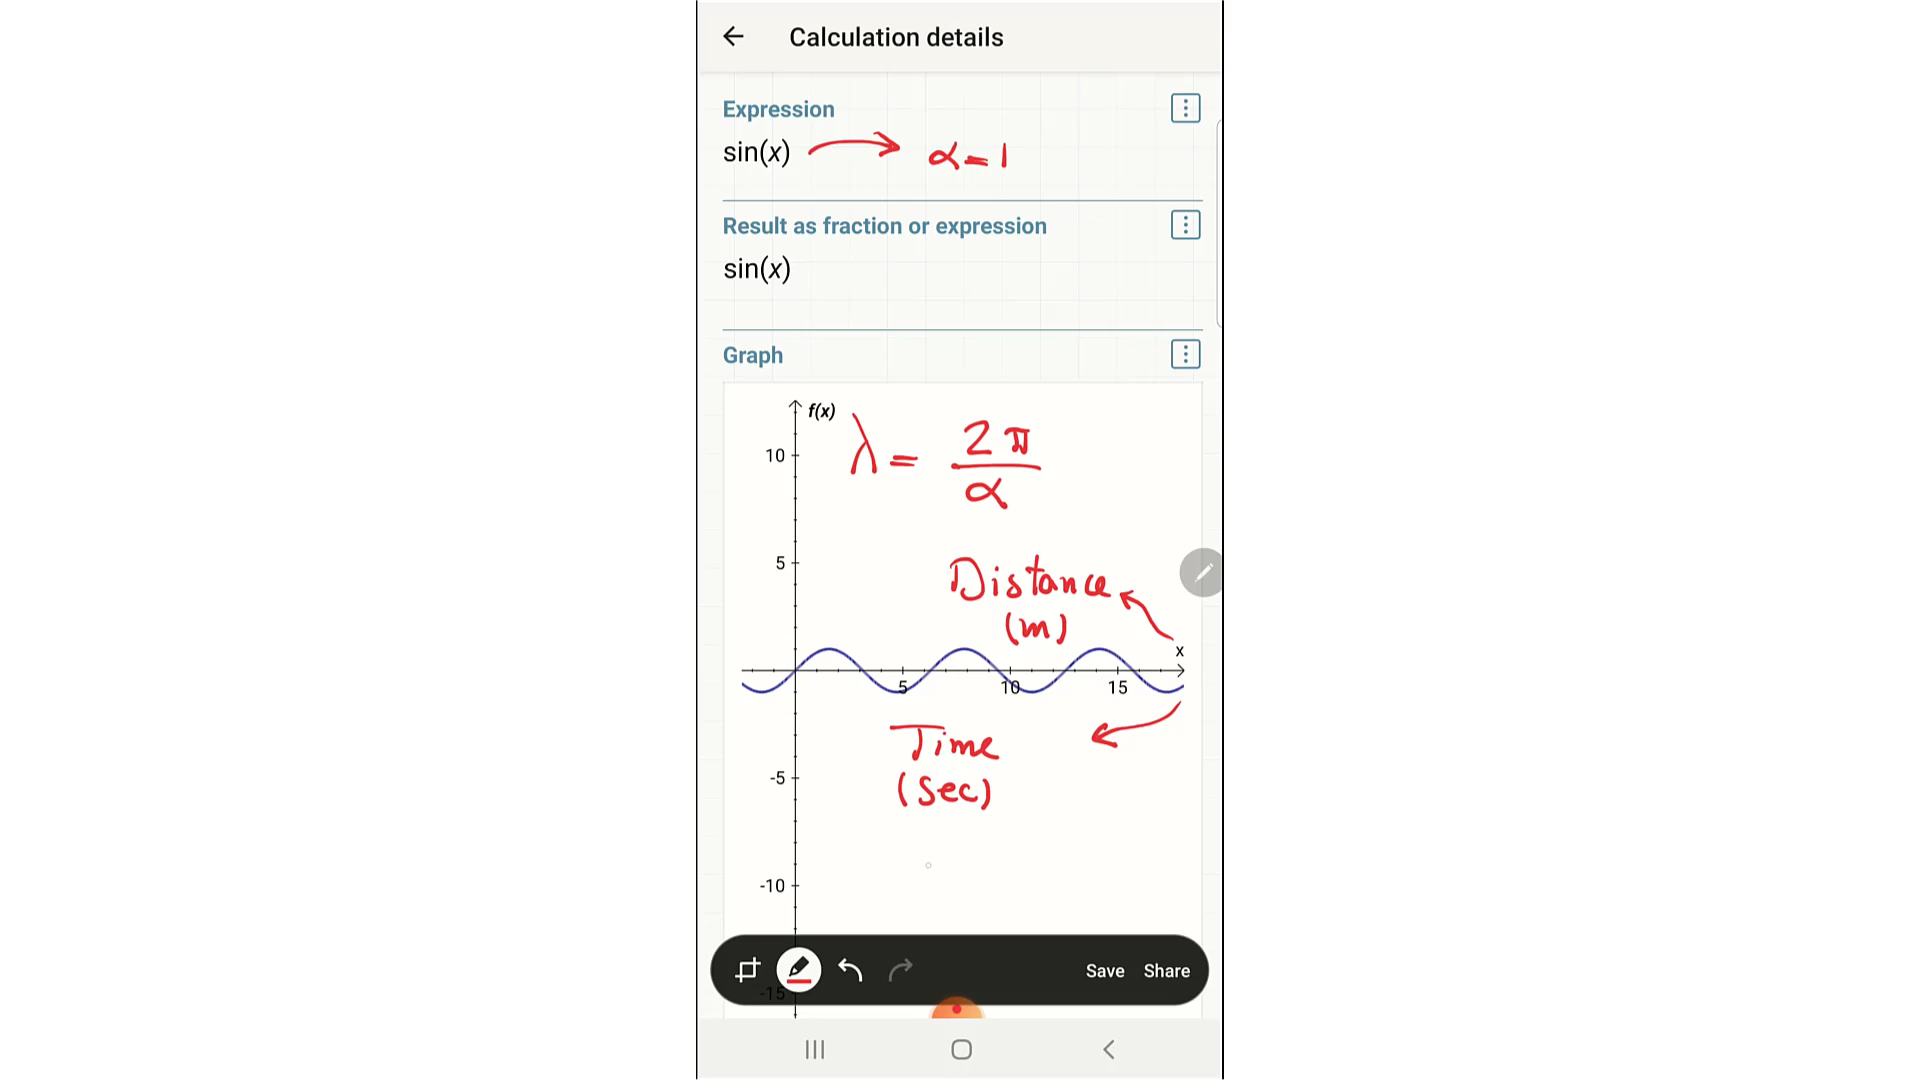 Calculation details
Expression
sin(x) α = 1
Result as fraction or expression
sin(x)
Graph
f(x)
λ = 2π / α
10
5
Distance
(m)
x
5 10 15
Time
(Sec)
-5
-10
-15
Save Share